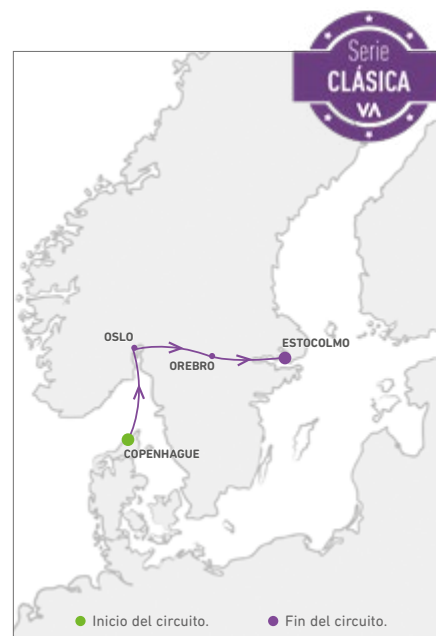 Serie
CLÁSICA
VA
OSLO
OREBRO
ESTOCOLMO
COPENHAGUE
Inicio del circuito.
Fin del circuito.